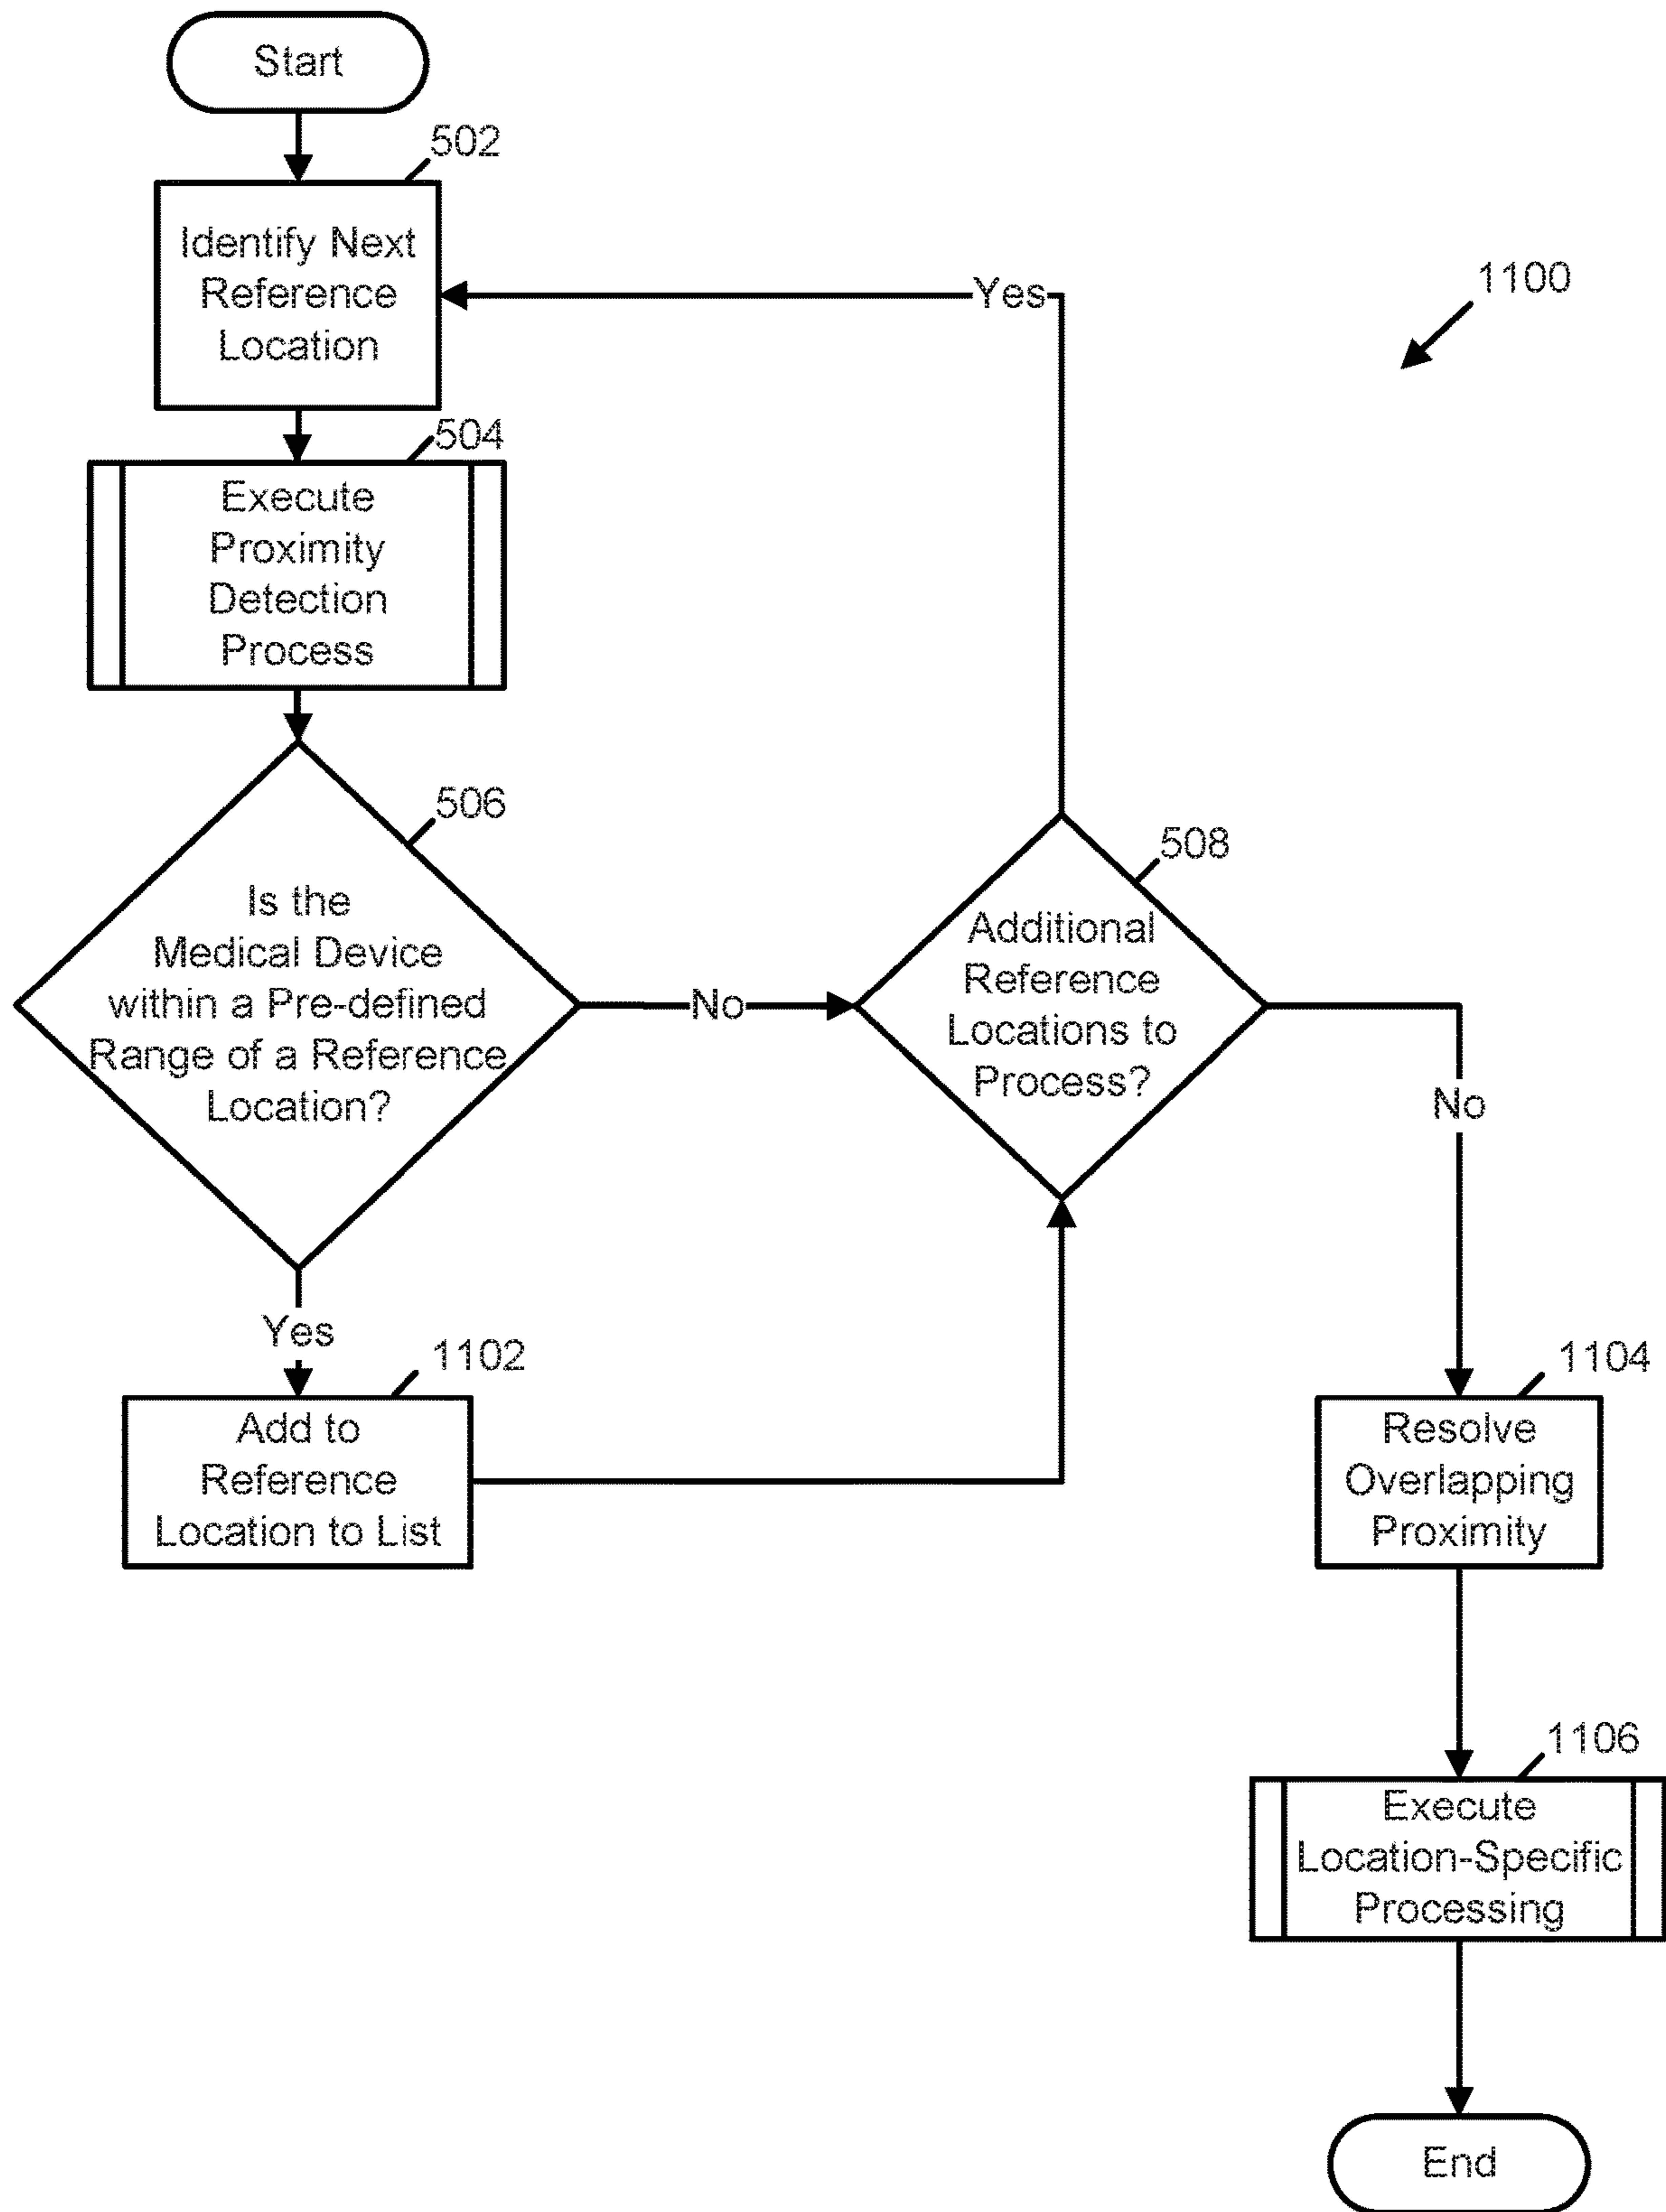 Start
502
Identify Next
Reference
Location
Yes
1100
504
Execute
Proximity
Detection
Process
506
Is the
Medical Device
within a Pre-defined
Range of a Reference
Location?
No
508
Additional
Reference
Locations to
Process?
No
Yes
1102
Add to
Reference
Location to List
1104
Resolve
Overlapping
Proximity
1106
Execute
Location-Specific
Processing
End